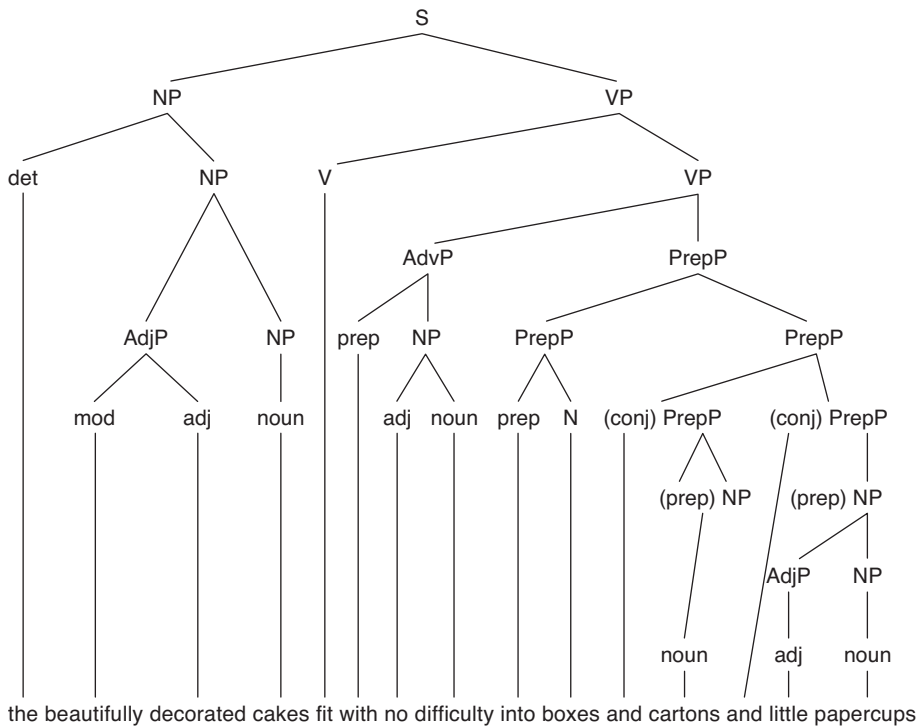 S
NP VP
det NP V VP
AdvP PrepP
AdjP NP prep NP PrepP PrepP
mod adj noun adj noun prep N (conj) PrepP (conj) PrepP
(prep) NP (prep) NP
AdjP NP
noun adj noun
the beautifully decorated cakes fit with no difficulty into boxes and cartons and little papercups